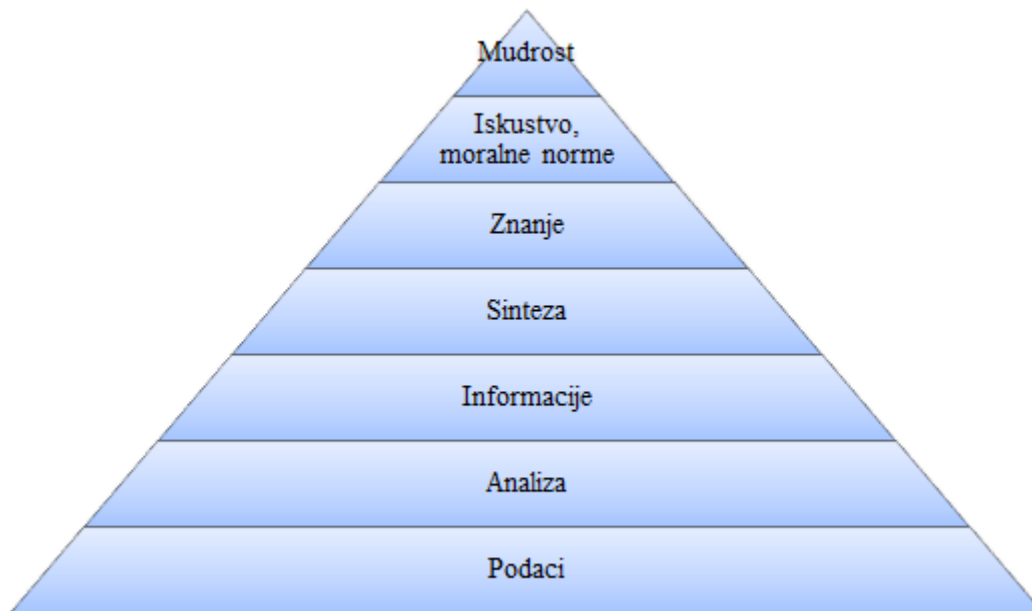 Mudrost
Iskustvo,
moralne norme
Znanje
Sinteza
Informacije
Analiza
Podaci